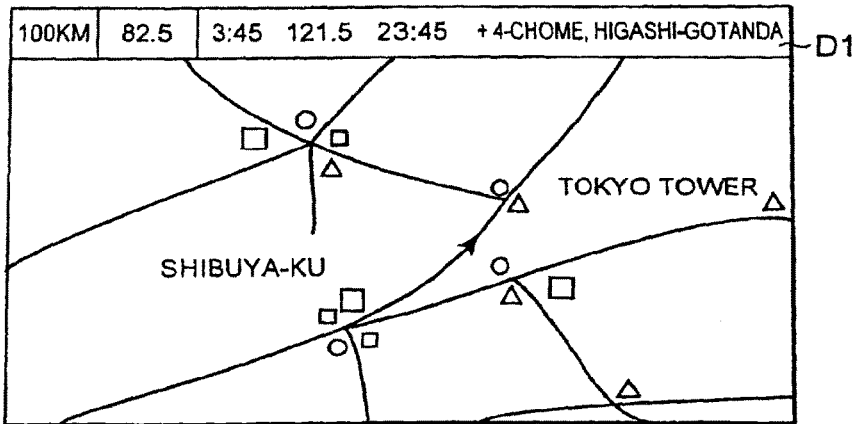 100KM 82.5 3:45 121.5 23:45 + 4-CHOME, HIGASHI-GOTANDA
D1
TOKYO TOWER
SHIBUYA-KU